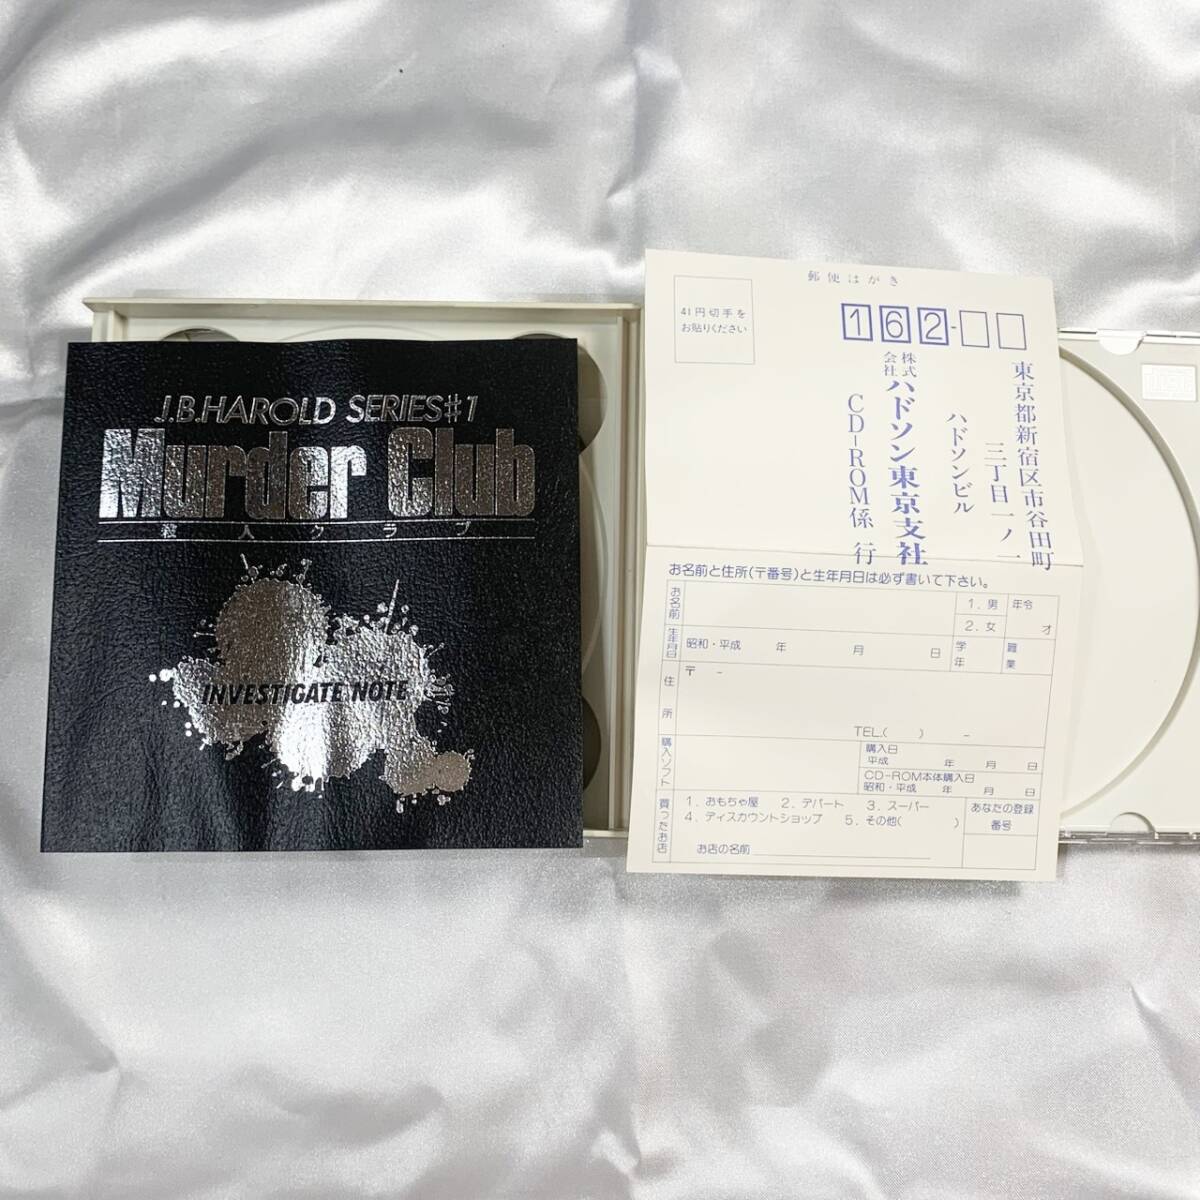 J.B.HAROLD SERIES#1
Murder Club
殺人クラブ
INVESTIGATE NOTE
郵便はがき
41円切手を
お貼りください
162-
東京都新宿区市谷田町
三丁目一ノ一
ハドソンビル
株式会社ハドソン東京支社
CD-ROM係 行
お名前と住所(〒番号)と生年月日は必ず書いて下さい。
お名前
1. 男
2. 女
年令
才
生年月日
昭和・平成 年 月 日
学年
職業
住所
〒 -
TEL.( ) -
購入ソフト
購入日
平成 年 月 日
CD-ROM本体購入日
昭和・平成 年 月 日
買ったお店
1. おもちゃ屋 2. デパート 3. スーパー
4. ディスカウントショップ 5. その他( )
お店の名前
あなたの登録
番号